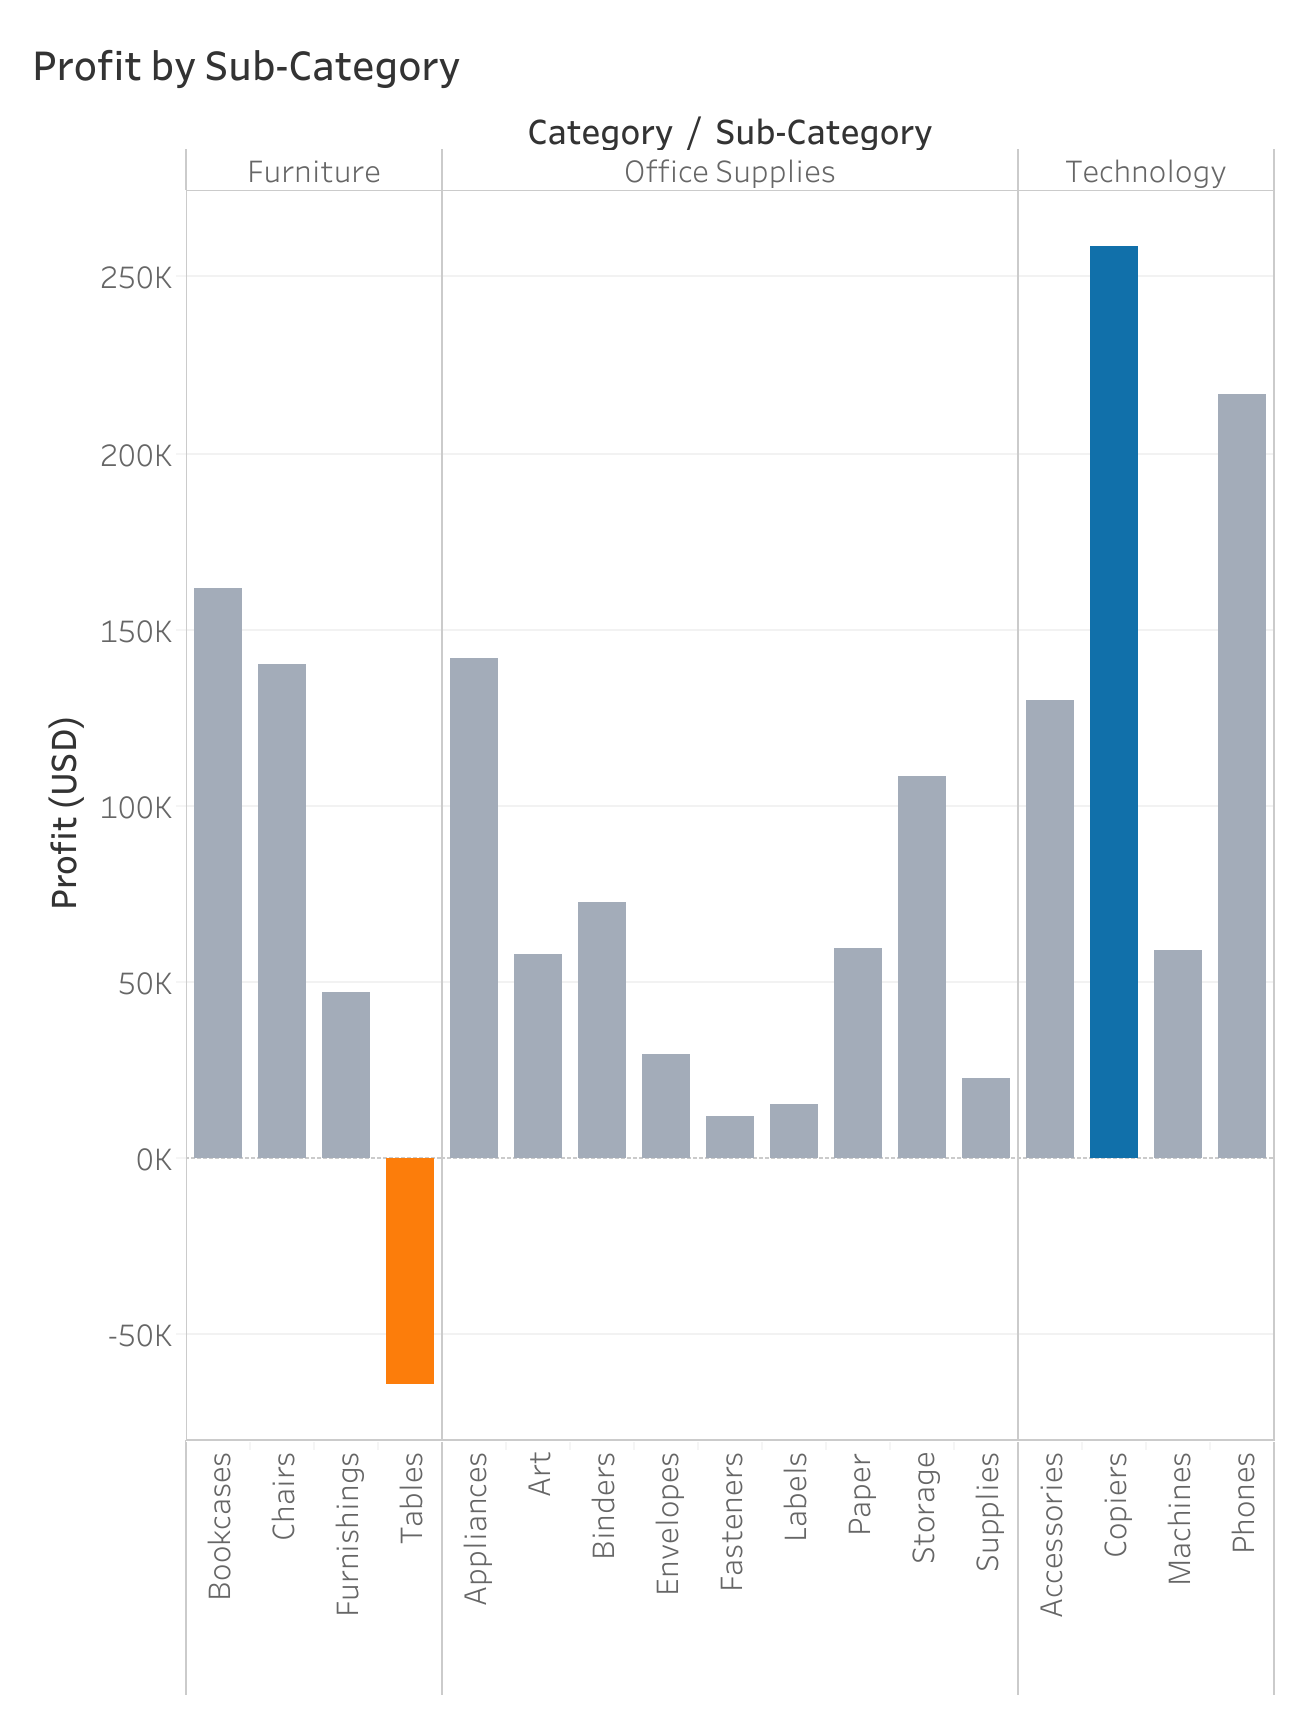 Profit by Sub-Category
Category / Sub-Category
Furniture
Office Supplies
Technology
Profit (USD)
250K
200K
150K
100K
50K
0K
-50K
Bookcases
Chairs
Furnishings
Tables
Appliances
Art
Binders
Envelopes
Fasteners
Labels
Paper
Storage
Supplies
Accessories
Copiers
Machines
Phones